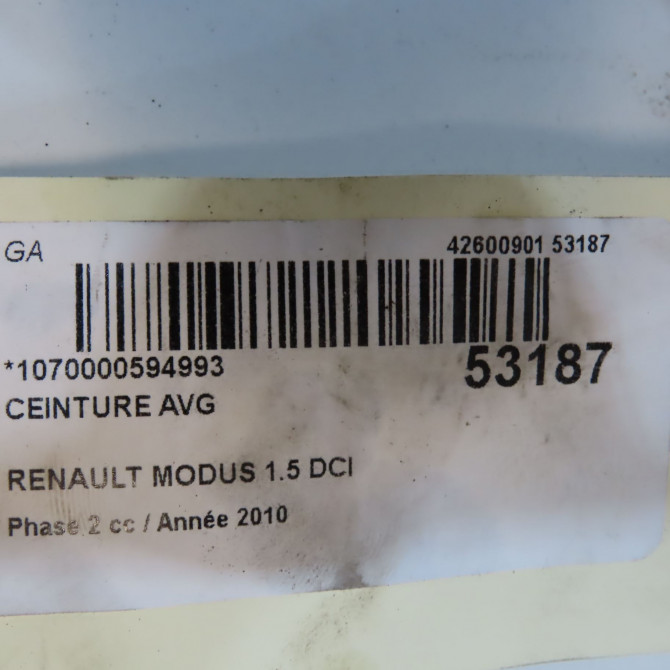 GA
42600901 53187
*1070000594993
53187
CEINTURE AVG
RENAULT MODUS 1.5 DCI
Phase 2 cc / Année 2010